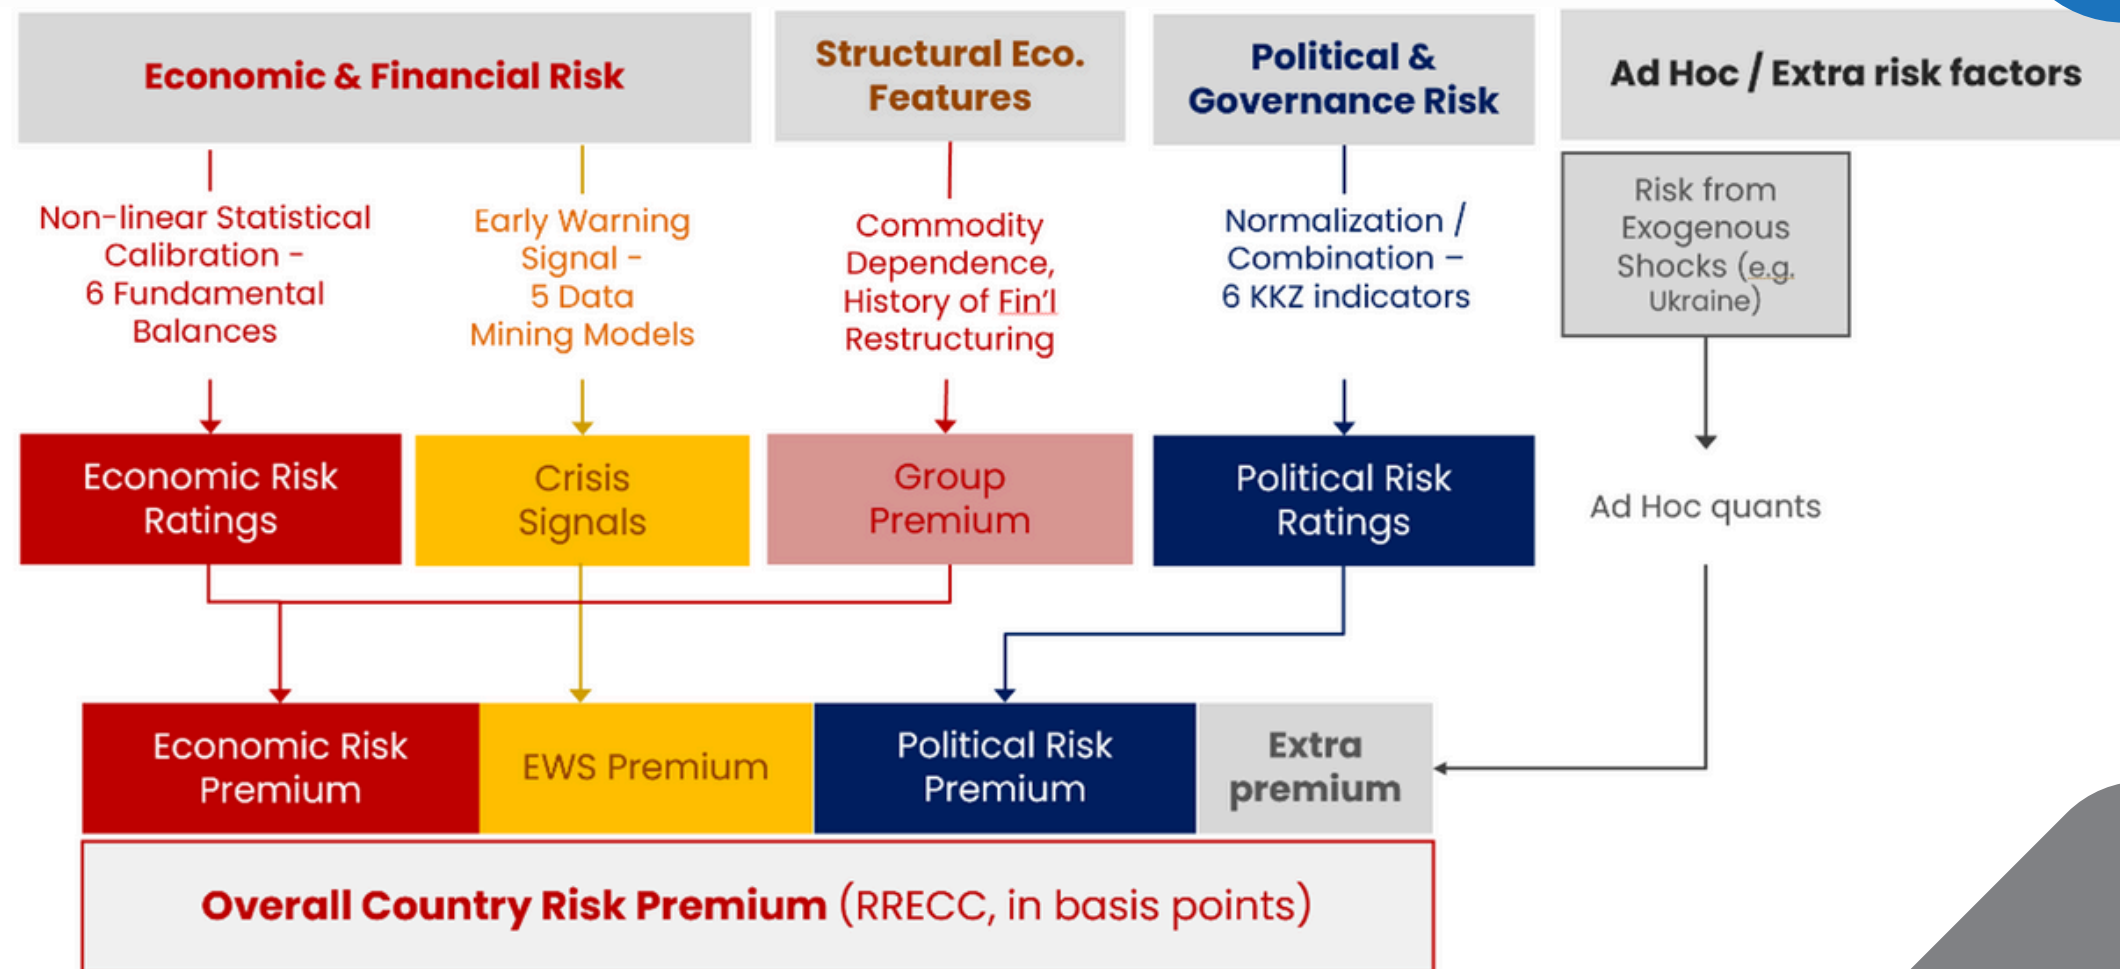 Economic & Financial Risk
Structural Eco.
Features
Political &
Governance Risk
Ad Hoc / Extra risk factors
Non-linear Statistical
Calibration -
6 Fundamental
Balances
Early Warning
Signal -
5 Data
Mining Models
Commodity
Dependence,
History of Fin'l
Restructuring
Normalization /
Combination –
6 KKZ indicators
Risk from
Exogenous
Shocks (e.g.
Ukraine)
Economic Risk
Ratings
Crisis
Signals
Group
Premium
Political Risk
Ratings
Ad Hoc quants
Economic Risk
Premium
EWS Premium
Political Risk
Premium
Extra
premium
Overall Country Risk Premium (RRECC, in basis points)